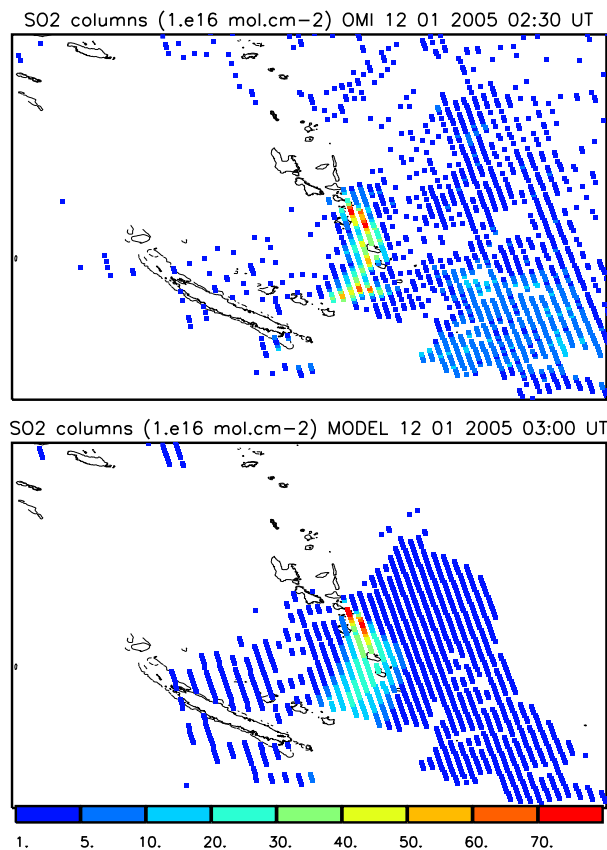 SO2 columns (1.e16 mol.cm−2) OMI 12 01 2005 02:30 UT
SO2 columns (1.e16 mol.cm−2) MODEL 12 01 2005 03:00 UT
1. 5. 10. 20. 30. 40. 50. 60. 70.